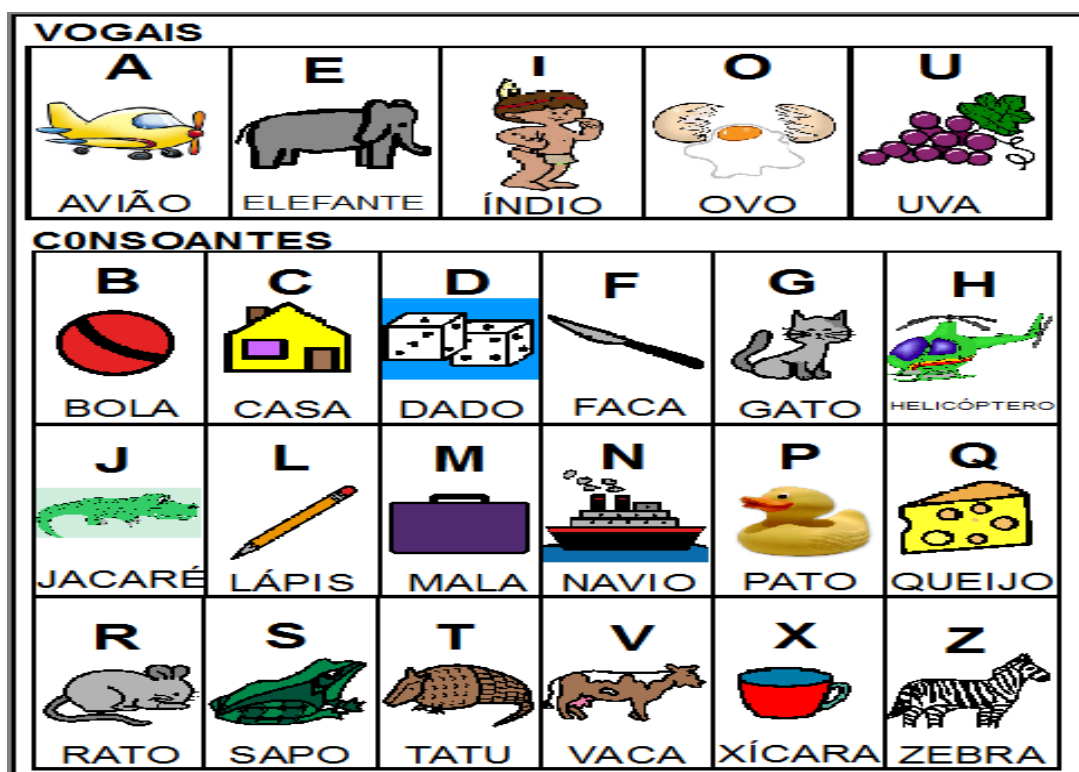 VOGAIS
A E I O U
AVIÃO ELEFANTE ÍNDIO OVO UVA
C0NSOANTES
B C D F G H
BOLA CASA DADO FACA GATO HELICÓPTERO
J L M N P Q
JACARÉ LÁPIS MALA NAVIO PATO QUEIJO
R S T V X Z
RATO SAPO TATU VACA XÍCARA ZEBRA